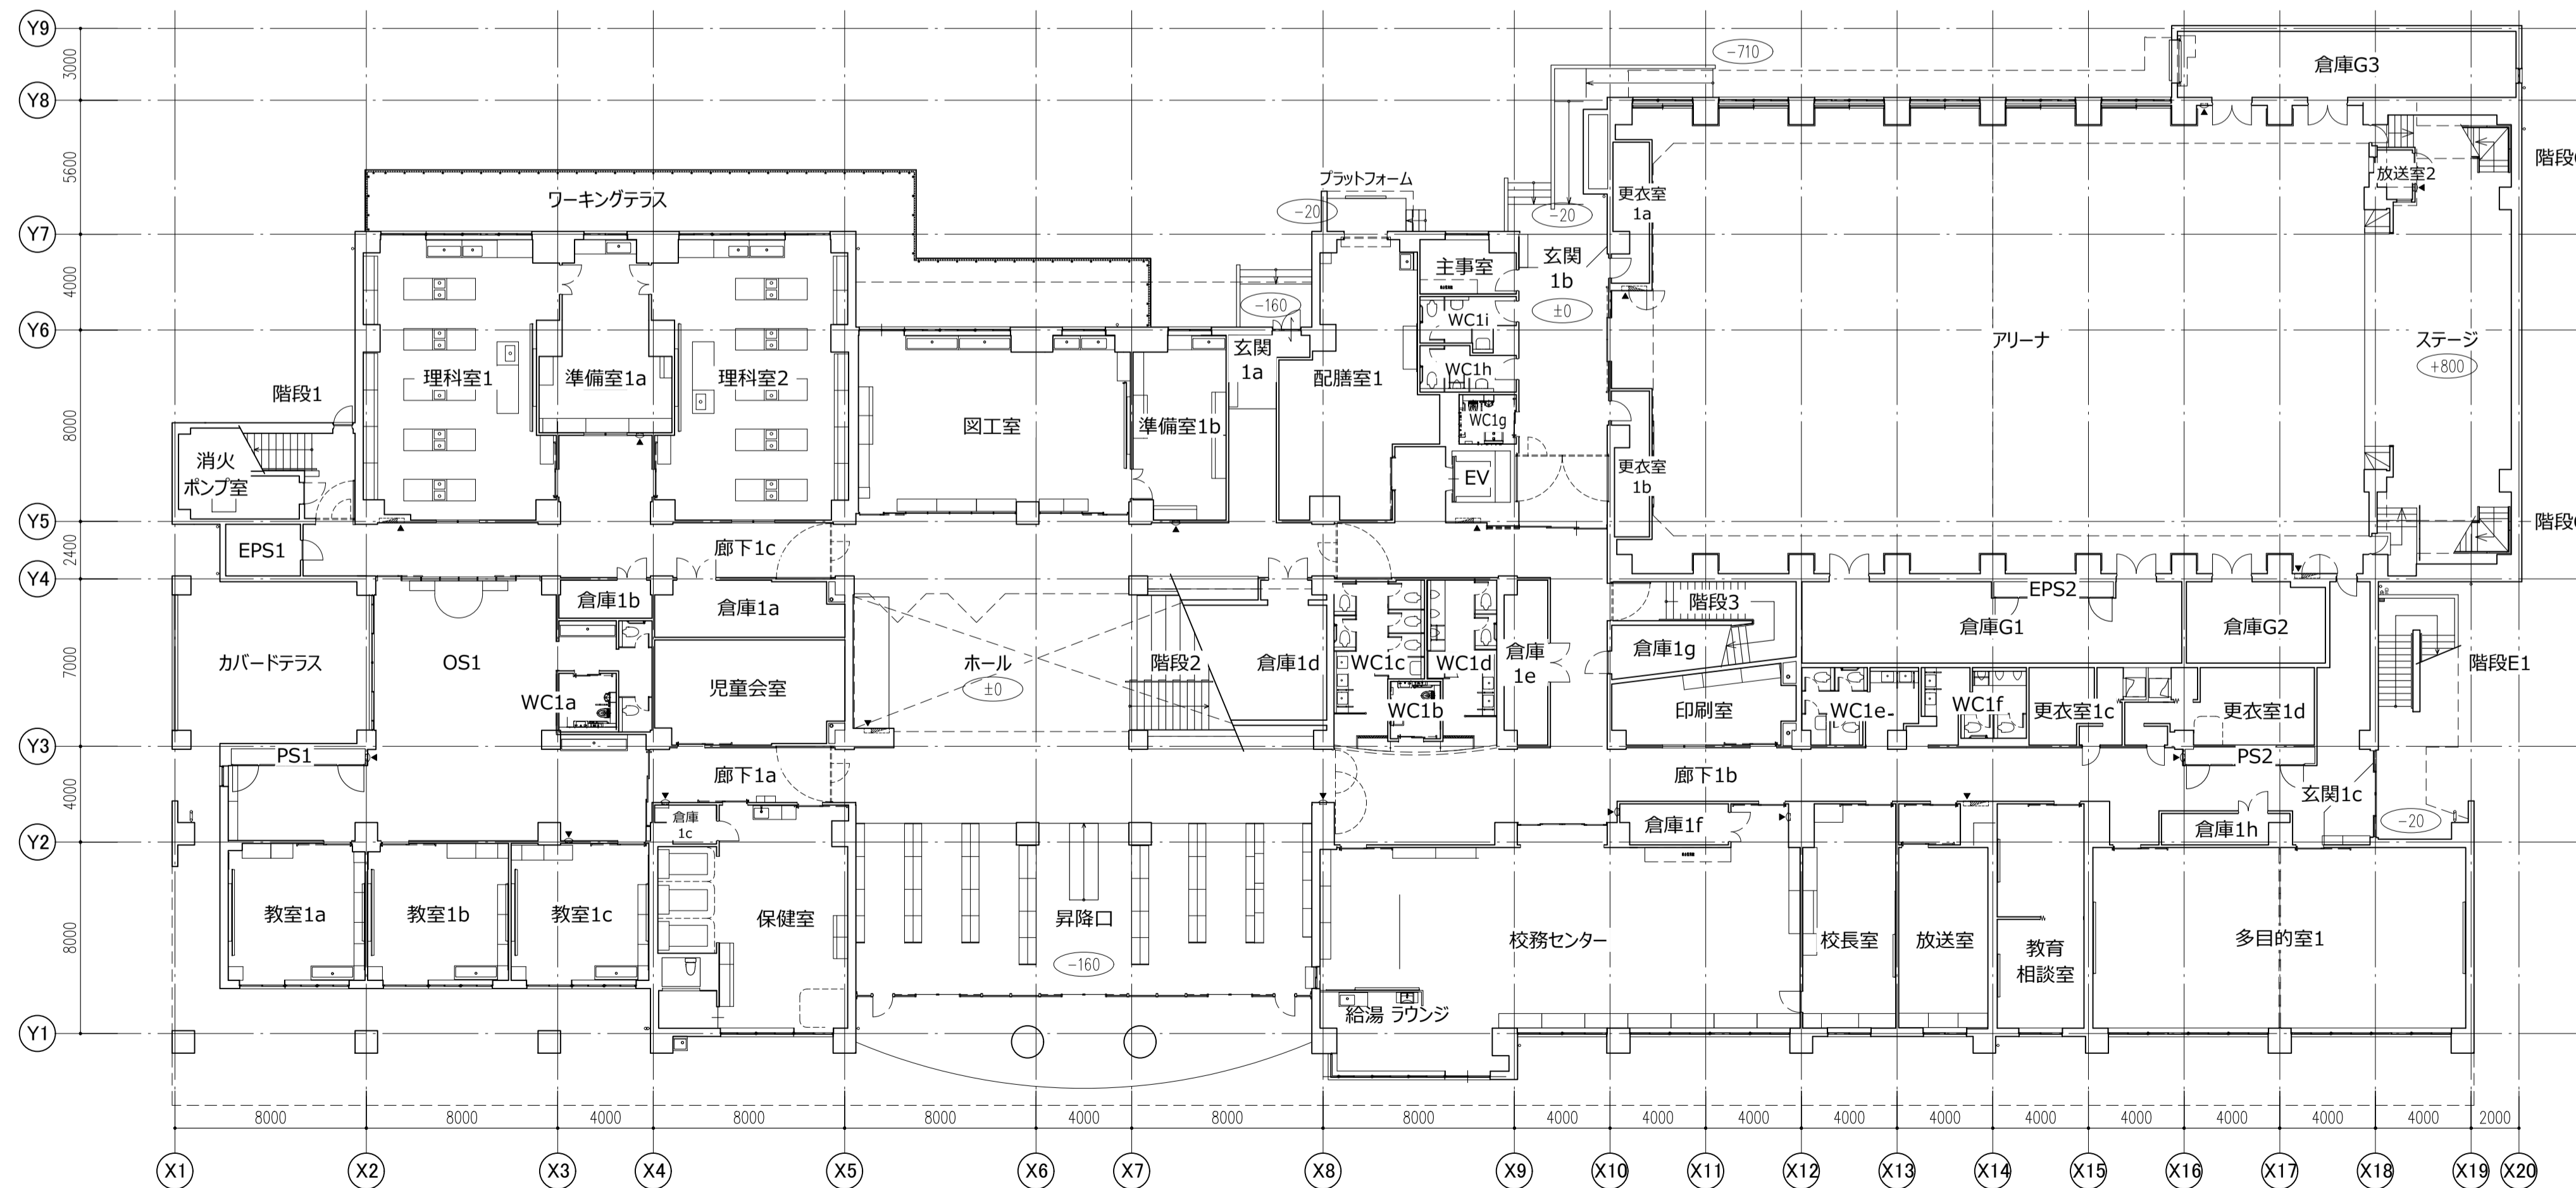 Y9
3000
-710
倉庫G3
Y8
5600
階段
放送室2
プラットフォーム
更衣室
1a
ワーキングテラス
-20
-20
Y7
4000
主事室
玄関
1b
-160
±0
WC1i
Y6
アリーナ
ステージ
+800
玄関
1a
WC1h
理科室1
準備室1a
理科室2
配膳室1
階段1
8000
図工室
準備室1b
WC1g
消火
ポンプ室
更衣室
1b
EV
Y5
階段
2400
EPS1
廊下1c
Y4
EPS2
倉庫1b
倉庫1a
階段3
倉庫G1
倉庫G2
7000
カバードテラス
OS1
ホール
±0
階段2
倉庫1d
WC1c
WC1d
倉庫
1e
倉庫1g
階段E1
児童会室
WC1a
WC1b
印刷室
WC1e
WC1f
更衣室1c
更衣室1d
Y3
PS1
PS2
4000
廊下1a
廊下1b
玄関1c
倉庫
1c
倉庫1f
倉庫1h
-20
Y2
8000
教室1a
教室1b
教室1c
保健室
昇降口
-160
校務センター
校長室
放送室
教育
相談室
多目的室1
給湯 ラウンジ
Y1
8000 8000 4000 8000 8000 4000 8000 8000 4000 4000 4000 4000 4000 4000 4000 4000 4000 4000 2000
X1 X2 X3 X4 X5 X6 X7 X8 X9 X10 X11 X12 X13 X14 X15 X16 X17 X18 X19 X20